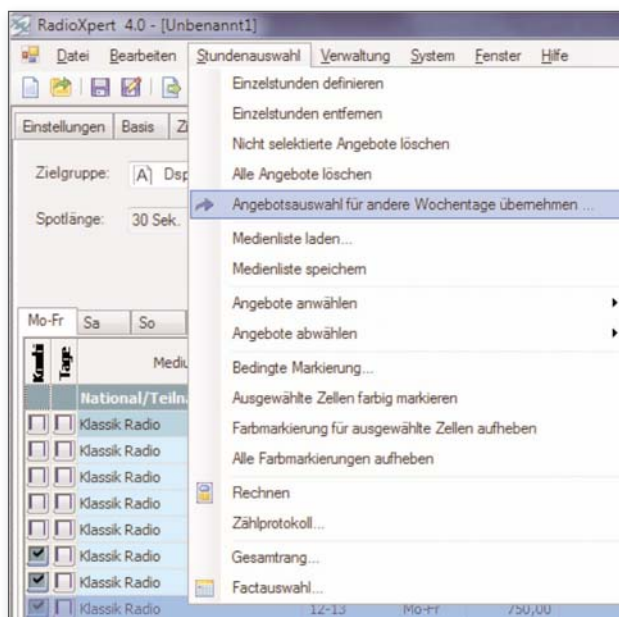 RadioXpert 4.0 - [Unbenannt1]
Datei Bearbeiten Stundenauswahl Verwaltung System Fenster Hilfe
Einstellungen Basis
Zielgruppe: A
Spotlänge: 30 Sek.
Einzelstunden definieren
Einzelstunden entfernen
Nicht selektierte Angebote löschen
Alle Angebote löschen
Angebotsauswahl für andere Wochentage übernehmen ...
Medienliste laden...
Medienliste speichern
Angebote anwählen
Angebote abwählen
Bedingte Markierung...
Ausgewählte Zellen farbig markieren
Farbmarkierung für ausgewählte Zellen aufheben
Alle Farbmarkierungen aufheben
Rechnen
Zählprotokoll...
Gesamtrang...
Factauswahl...
Mo-Fr Sa So
Kombi Tage
Klassik Radio
Klassik Radio
Klassik Radio
Klassik Radio
Klassik Radio
Klassik Radio
Klassik Radio
Klassik Radio 12-13 Mo-Fr 750,00